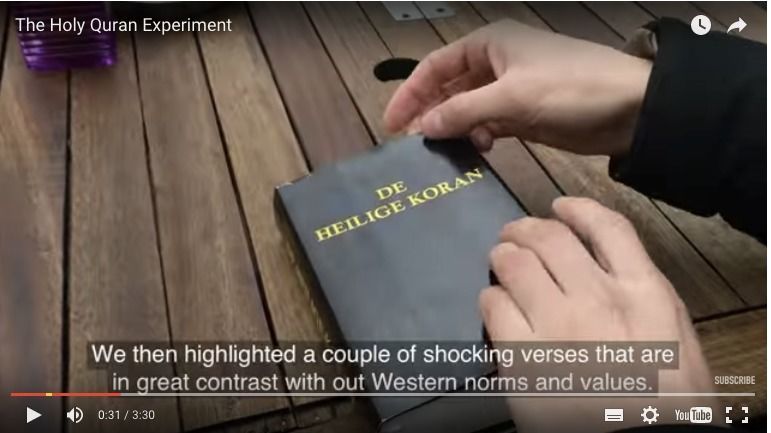 The Holy Quran Experiment
DE
HEILIGE KORAN
We then highlighted a couple of shocking verses that are
in great contrast with out Western norms and values.
SUBSCRIBE
0:31 / 3:30
YouTube